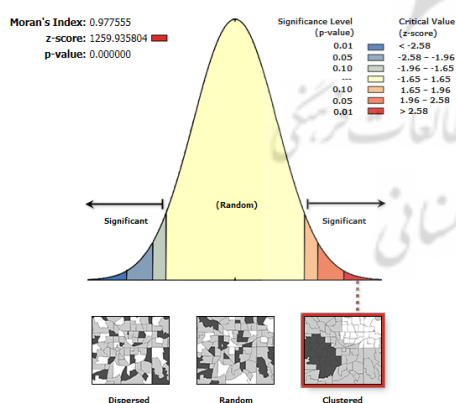 Moran's Index: 0.977555
z-score: 1259.935804
p-value: 0.000000
Significance Level (p-value)
Critical Value (z-score)
0.01 < -2.58
0.05 -2.58 – -1.96
0.10 -1.96 – -1.65
--- -1.65 – 1.65
0.10 1.65 – 1.96
0.05 1.96 – 2.58
0.01 > 2.58
(Random)
Significant
Significant
Dispersed
Random
Clustered